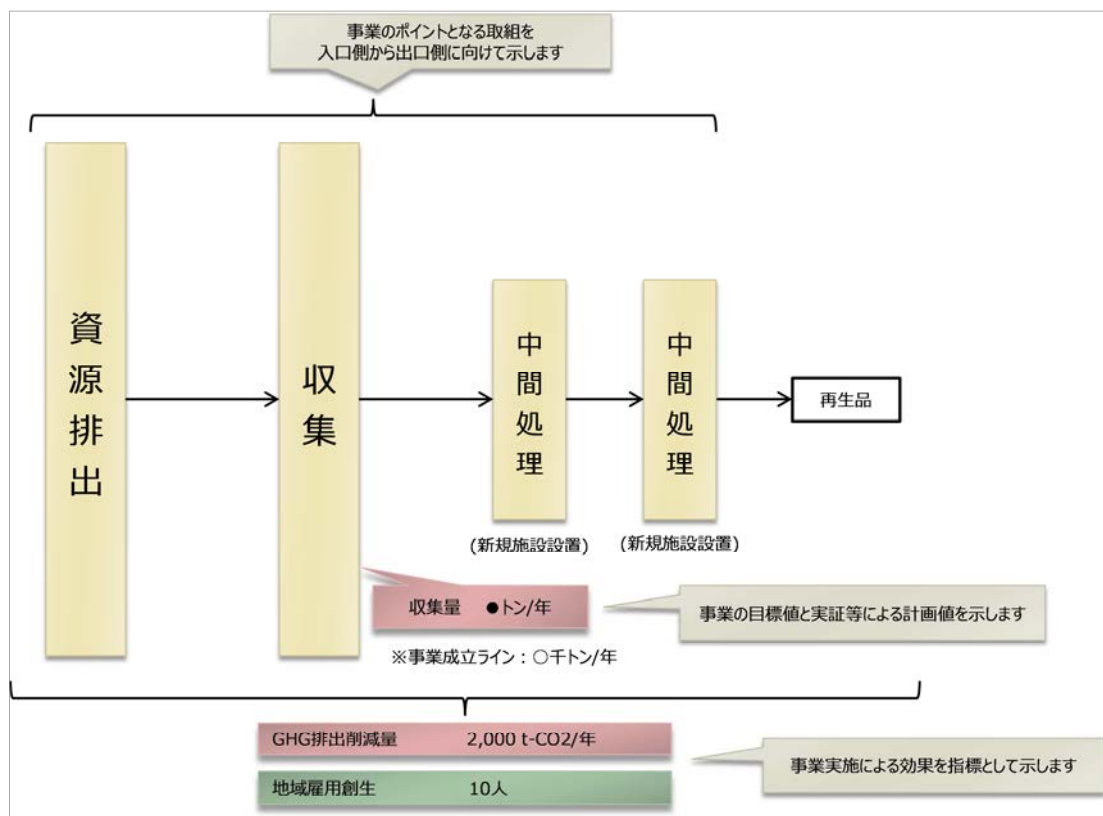 事業のポイントとなる取組を
入口側から出口側に向けて示します
資源排出
収集
中間処理
中間処理
再生品
(新規施設設置)
(新規施設設置)
収集量 ●トン/年
事業の目標値と実証等による計画値を示します
※事業成立ライン：○千トン/年
GHG排出削減量 2,000 t-CO2/年
地域雇用創生 10人
事業実施による効果を指標として示します